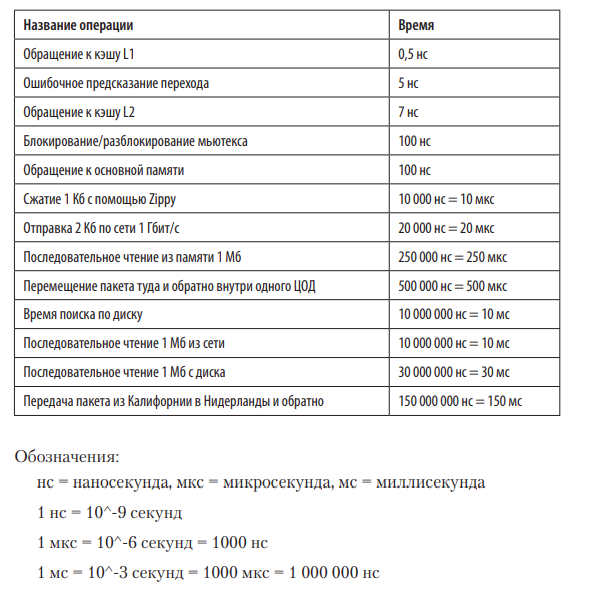 Название операции Время
Обращение к кэшу L1 0,5 нс
Ошибочное предсказание перехода 5 нс
Обращение к кэшу L2 7 нс
Блокирование/разблокирование мьютекса 100 нс
Обращение к основной памяти 100 нс
Сжатие 1 Кб с помощью Zippy 10 000 нс = 10 мкс
Отправка 2 Кб по сети 1 Гбит/с 20 000 нс = 20 мкс
Последовательное чтение из памяти 1 Мб 250 000 нс = 250 мкс
Перемещение пакета туда и обратно внутри одного ЦОД 500 000 нс = 500 мкс
Время поиска по диску 10 000 000 нс = 10 мс
Последовательное чтение 1 Мб из сети 10 000 000 нс = 10 мс
Последовательное чтение 1 Мб с диска 30 000 000 нс = 30 мс
Передача пакета из Калифорнии в Нидерланды и обратно 150 000 000 нс = 150 мс
Обозначения:
нс = наносекунда, мкс = микросекунда, мс = миллисекунда
1 нс = 10^-9 секунд
1 мкс = 10^-6 секунд = 1000 нс
1 мс = 10^-3 секунд = 1000 мкс = 1 000 000 нс